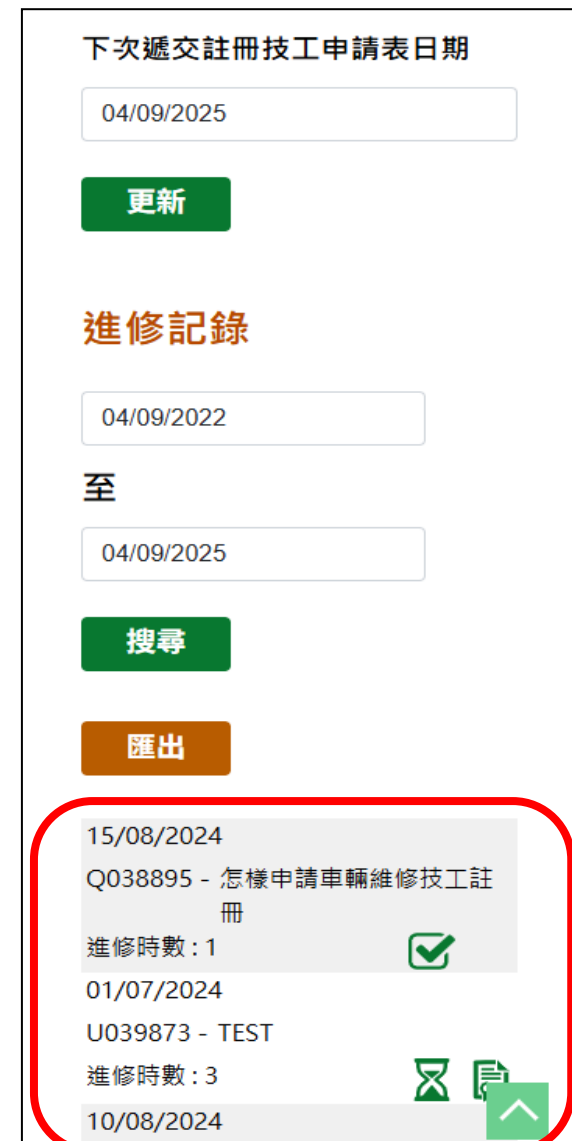 下次遞交註冊技工申請表日期
04/09/2025
更新
進修記錄
04/09/2022
至
04/09/2025
搜尋
匯出
15/08/2024
Q038895 - 怎樣申請車輛維修技工註
冊
進修時數 : 1
01/07/2024
U039873 - TEST
進修時數 : 3
10/08/2024